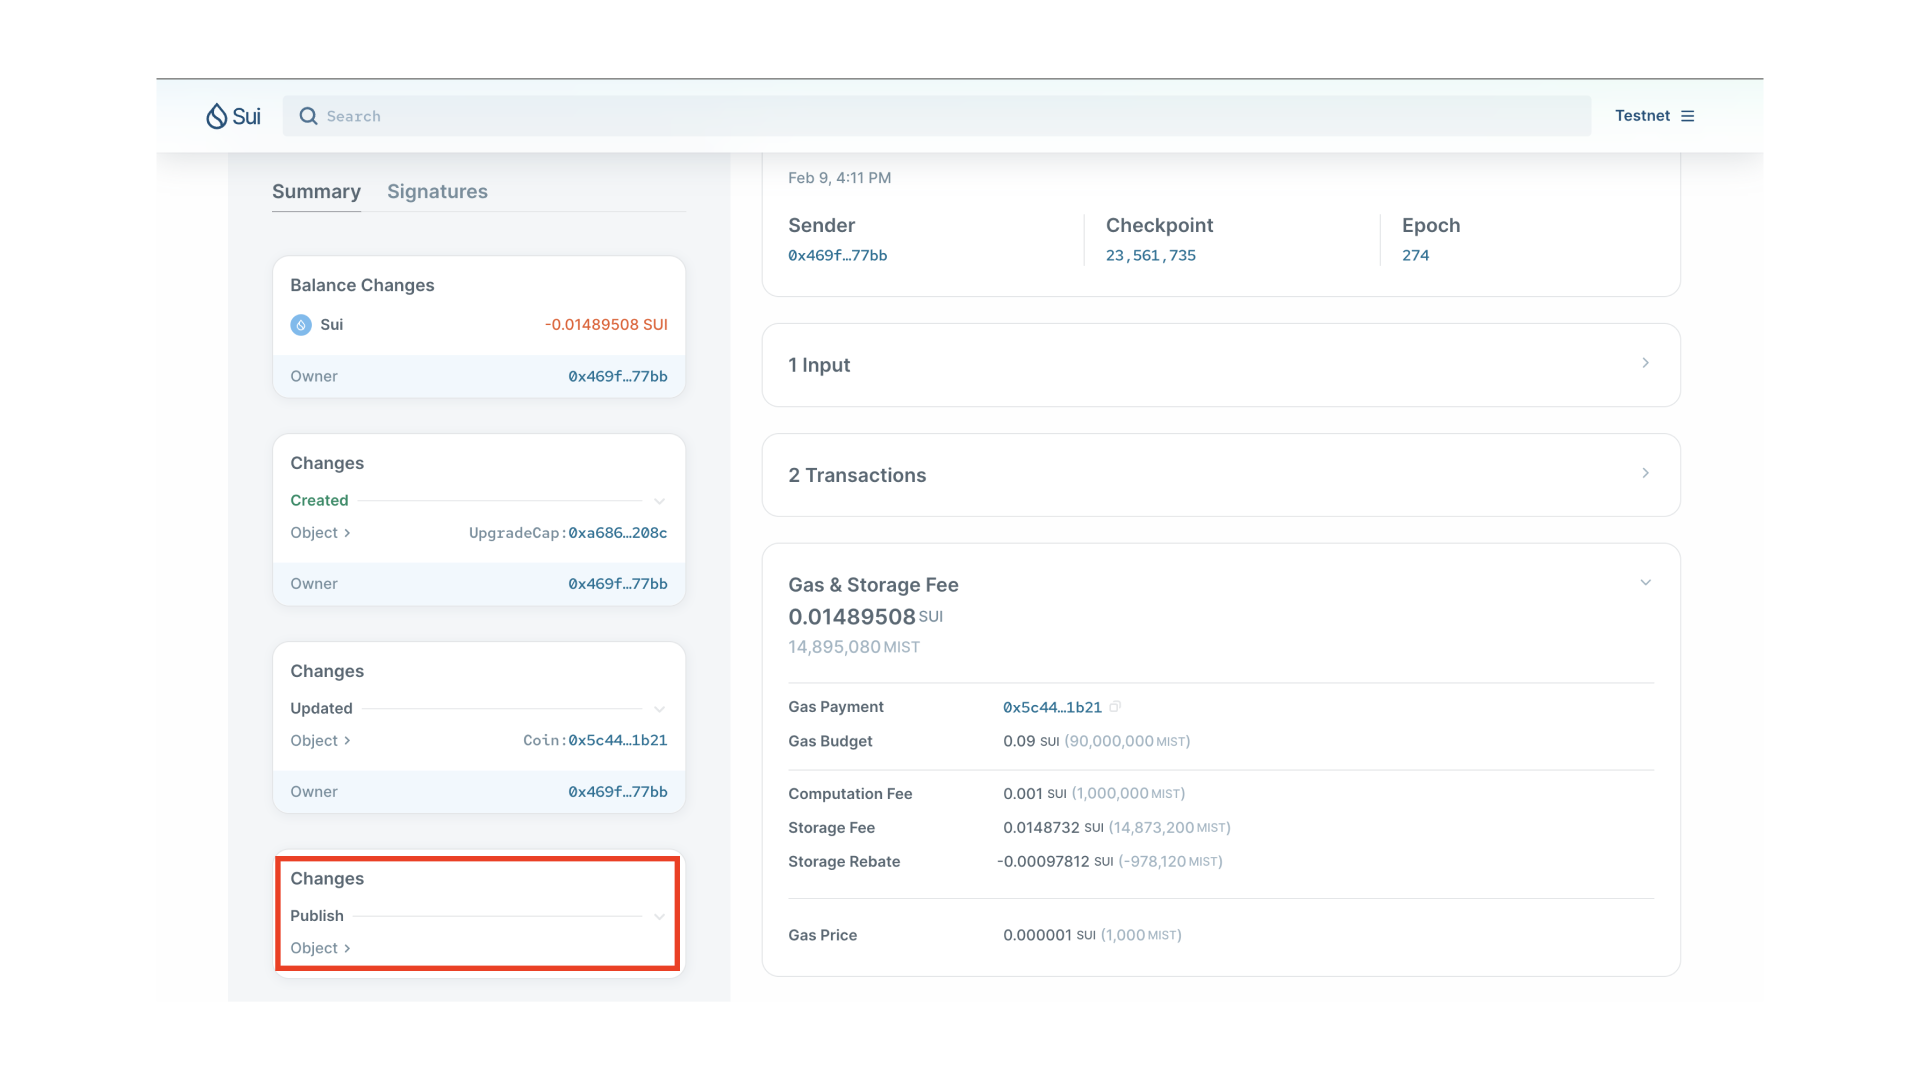 Sui
Search
Testnet
Summary Signatures
Balance Changes
Sui -0.01489508 SUI
Owner 0x469f…77bb
Changes
Created
Object UpgradeCap:0xa686…208c
Owner 0x469f…77bb
Changes
Updated
Object Coin:0x5c44…1b21
Owner 0x469f…77bb
Changes
Publish
Object
Feb 9, 4:11 PM
Sender Checkpoint Epoch
0x469f…77bb 23,561,735 274
1 Input
2 Transactions
Gas & Storage Fee
0.01489508 SUI
14,895,080 MIST
Gas Payment 0x5c44…1b21
Gas Budget 0.09 SUI (90,000,000 MIST)
Computation Fee 0.001 SUI (1,000,000 MIST)
Storage Fee 0.0148732 SUI (14,873,200 MIST)
Storage Rebate -0.00097812 SUI (-978,120 MIST)
Gas Price 0.000001 SUI (1,000 MIST)